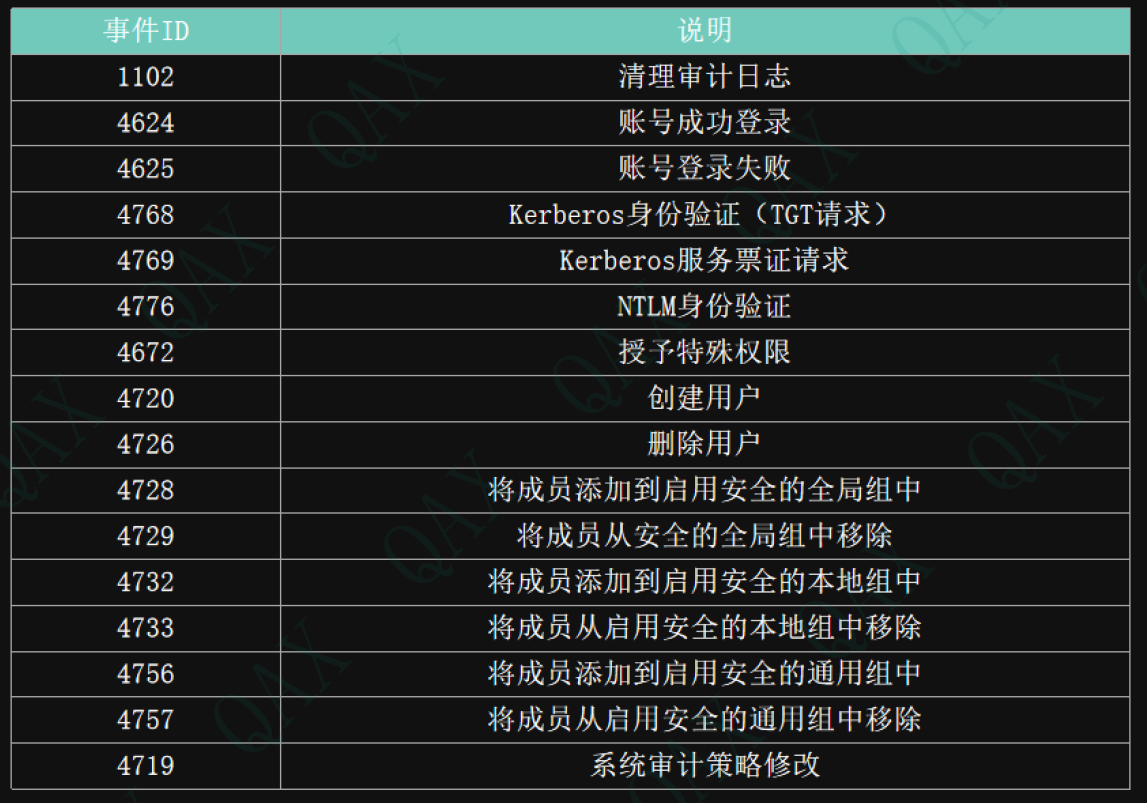 事件ID 说明
1102 清理审计日志
4624 账号成功登录
4625 账号登录失败
4768 Kerberos身份验证（TGT请求）
4769 Kerberos服务票证请求
4776 NTLM身份验证
4672 授予特殊权限
4720 创建用户
4726 删除用户
4728 将成员添加到启用安全的全局组中
4729 将成员从安全的全局组中移除
4732 将成员添加到启用安全的本地组中
4733 将成员从启用安全的本地组中移除
4756 将成员添加到启用安全的通用组中
4757 将成员从启用安全的通用组中移除
4719 系统审计策略修改
QAX
QAX
QAX
QAX
QAX
QAX
QAX
QAX
QAX